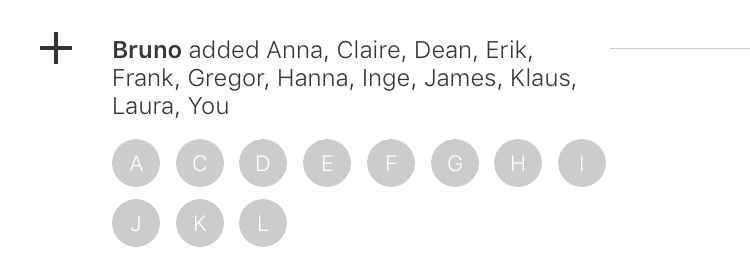 Bruno added Anna, Claire, Dean, Erik,
Frank, Gregor, Hanna, Inge, James, Klaus,
Laura, You
A C D E F G H I
J K L